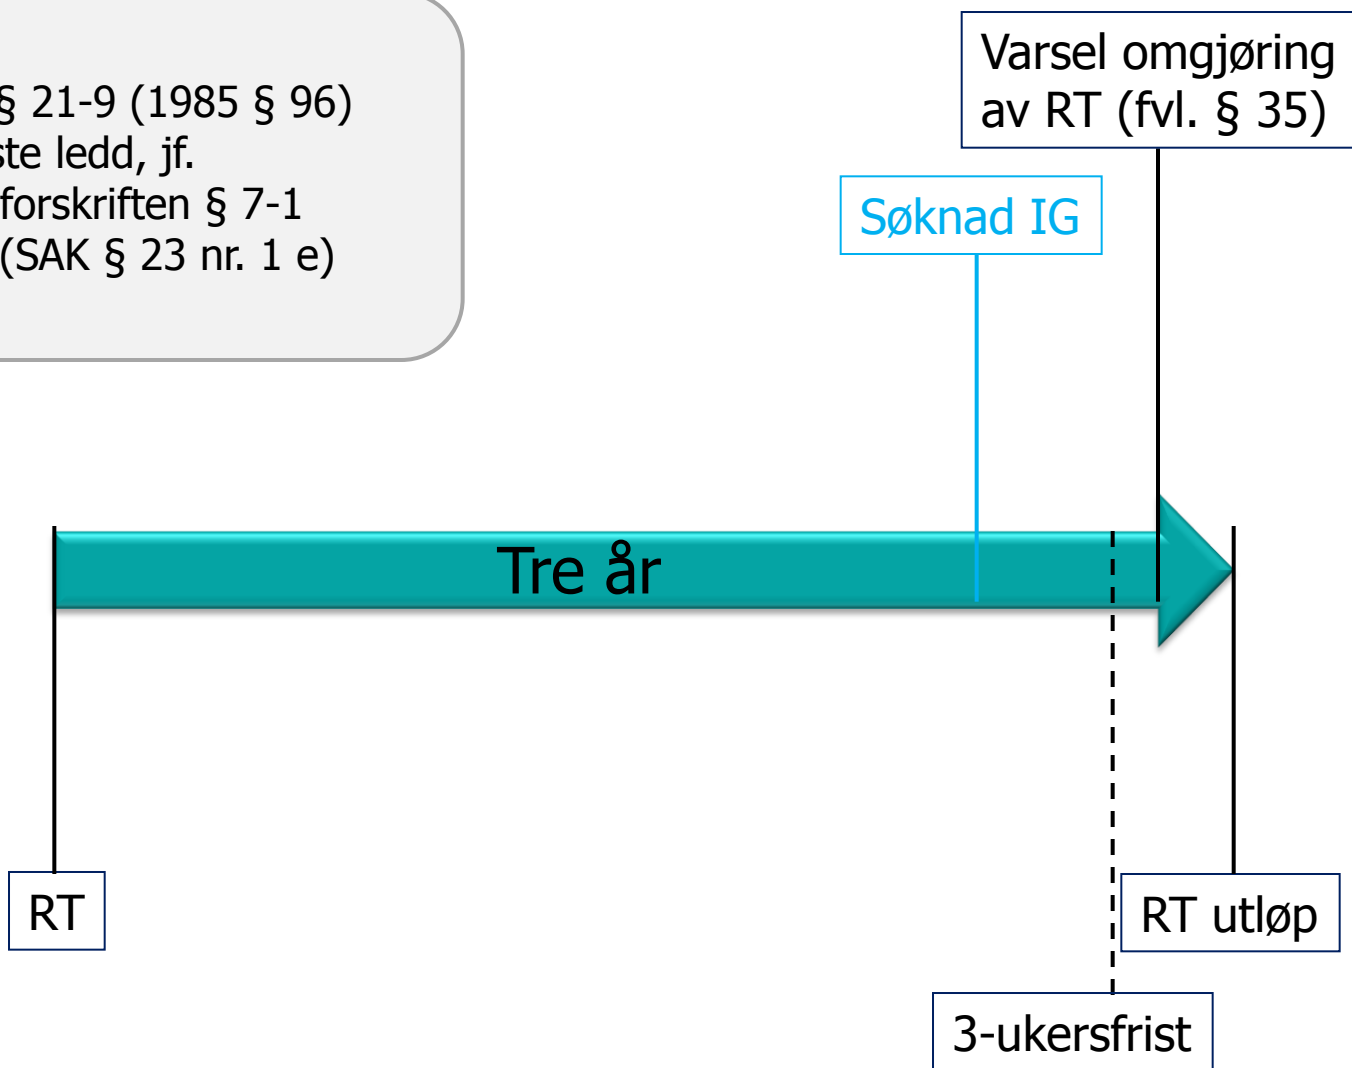 § 21-9 (1985 § 96)
ste ledd, jf.
forskriften § 7-1
(SAK § 23 nr. 1 e)
Varsel omgjøring
av RT (fvl. § 35)
Søknad IG
Tre år
RT
RT utløp
3-ukersfrist